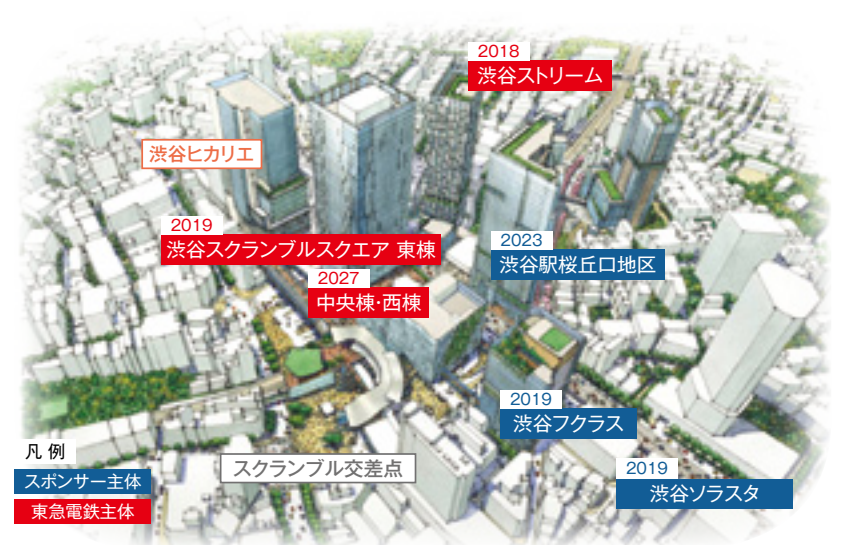 2018
渋谷ストリーム
渋谷ヒカリエ
2019
渋谷スクランブルスクエア 東棟
2023
渋谷駅桜丘口地区
2027
中央棟・西棟
2019
渋谷フクラス
凡 例
スクランブル交差点
2019
スポンサー主体
渋谷ソラスタ
東急電鉄主体